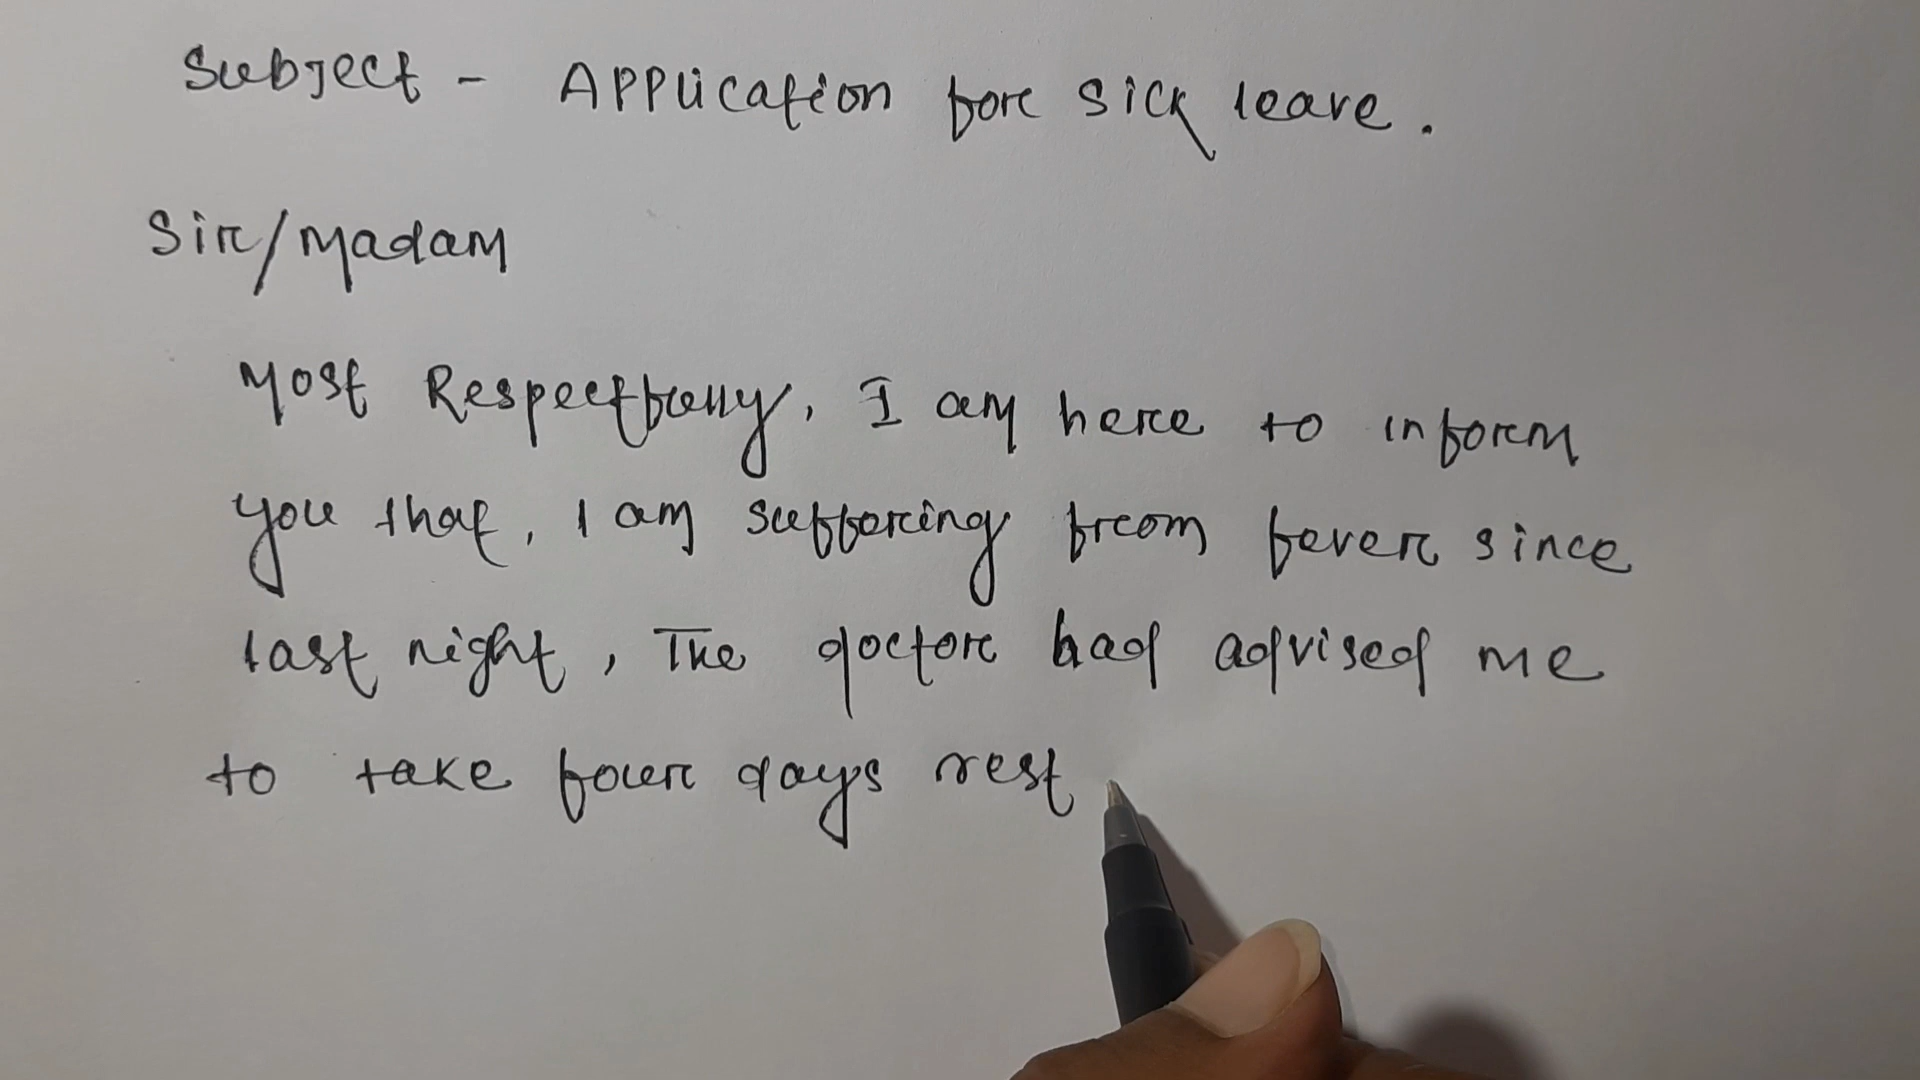 Subject - Application for sick leave.
Sir/Madam
Most Respectfully, I am here to inform
you that, I am suffering from fever since
last night, The doctor had advised me
to take four days rest